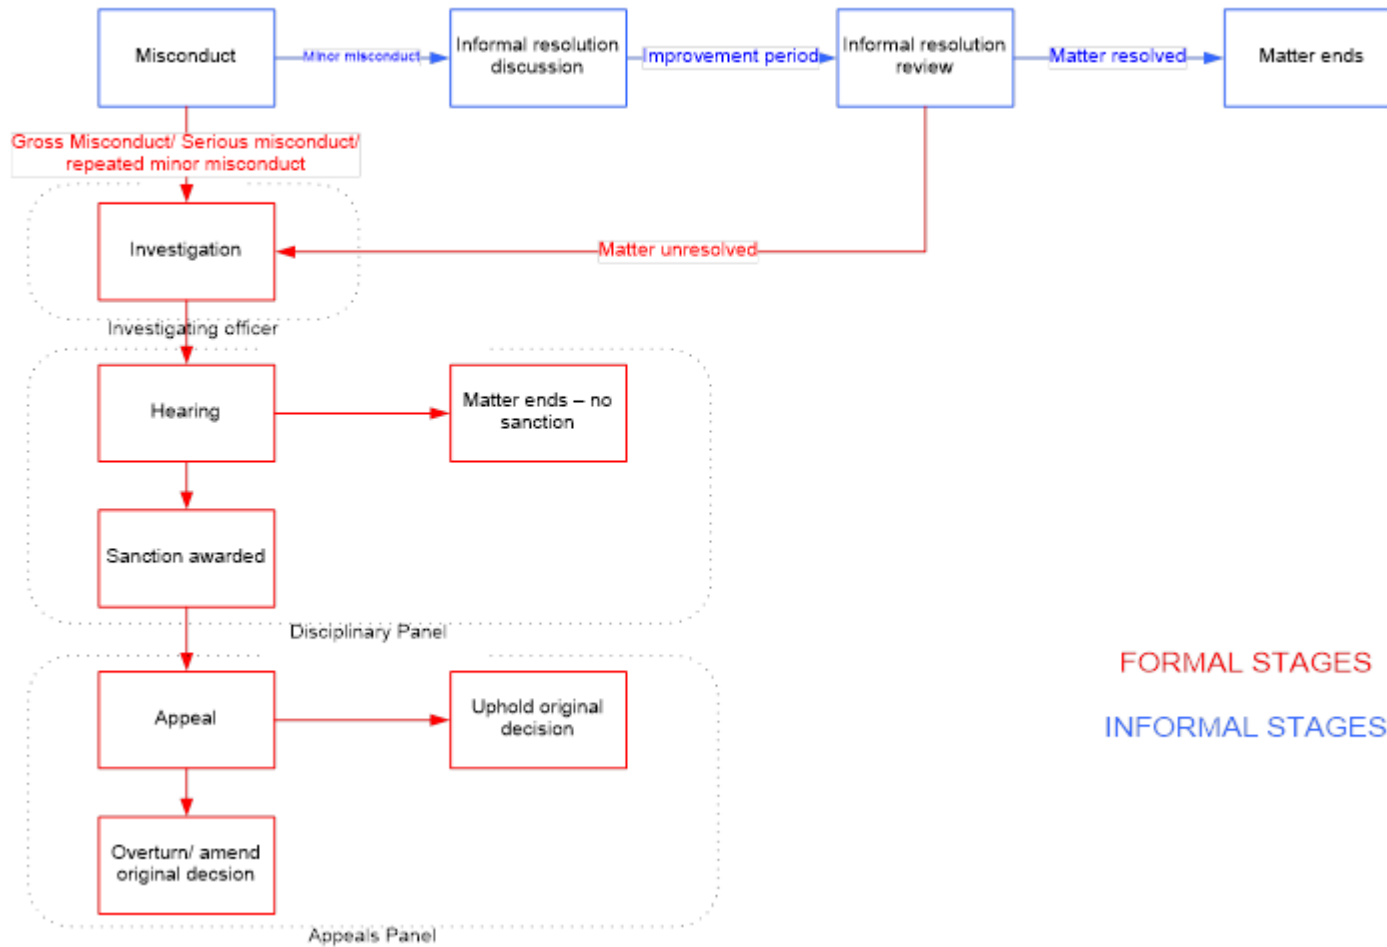 Misconduct
Minor misconduct
Informal resolution
discussion
Improvement period
Informal resolution
review
Matter resolved
Matter ends
Gross Misconduct/ Serious misconduct/
repeated minor misconduct
Investigation
Matter unresolved
Investigating officer
Hearing
Matter ends – no
sanction
Sanction awarded
Disciplinary Panel
Appeal
Uphold original
decision
Overturn/ amend
original decsion
Appeals Panel
FORMAL STAGES
INFORMAL STAGES